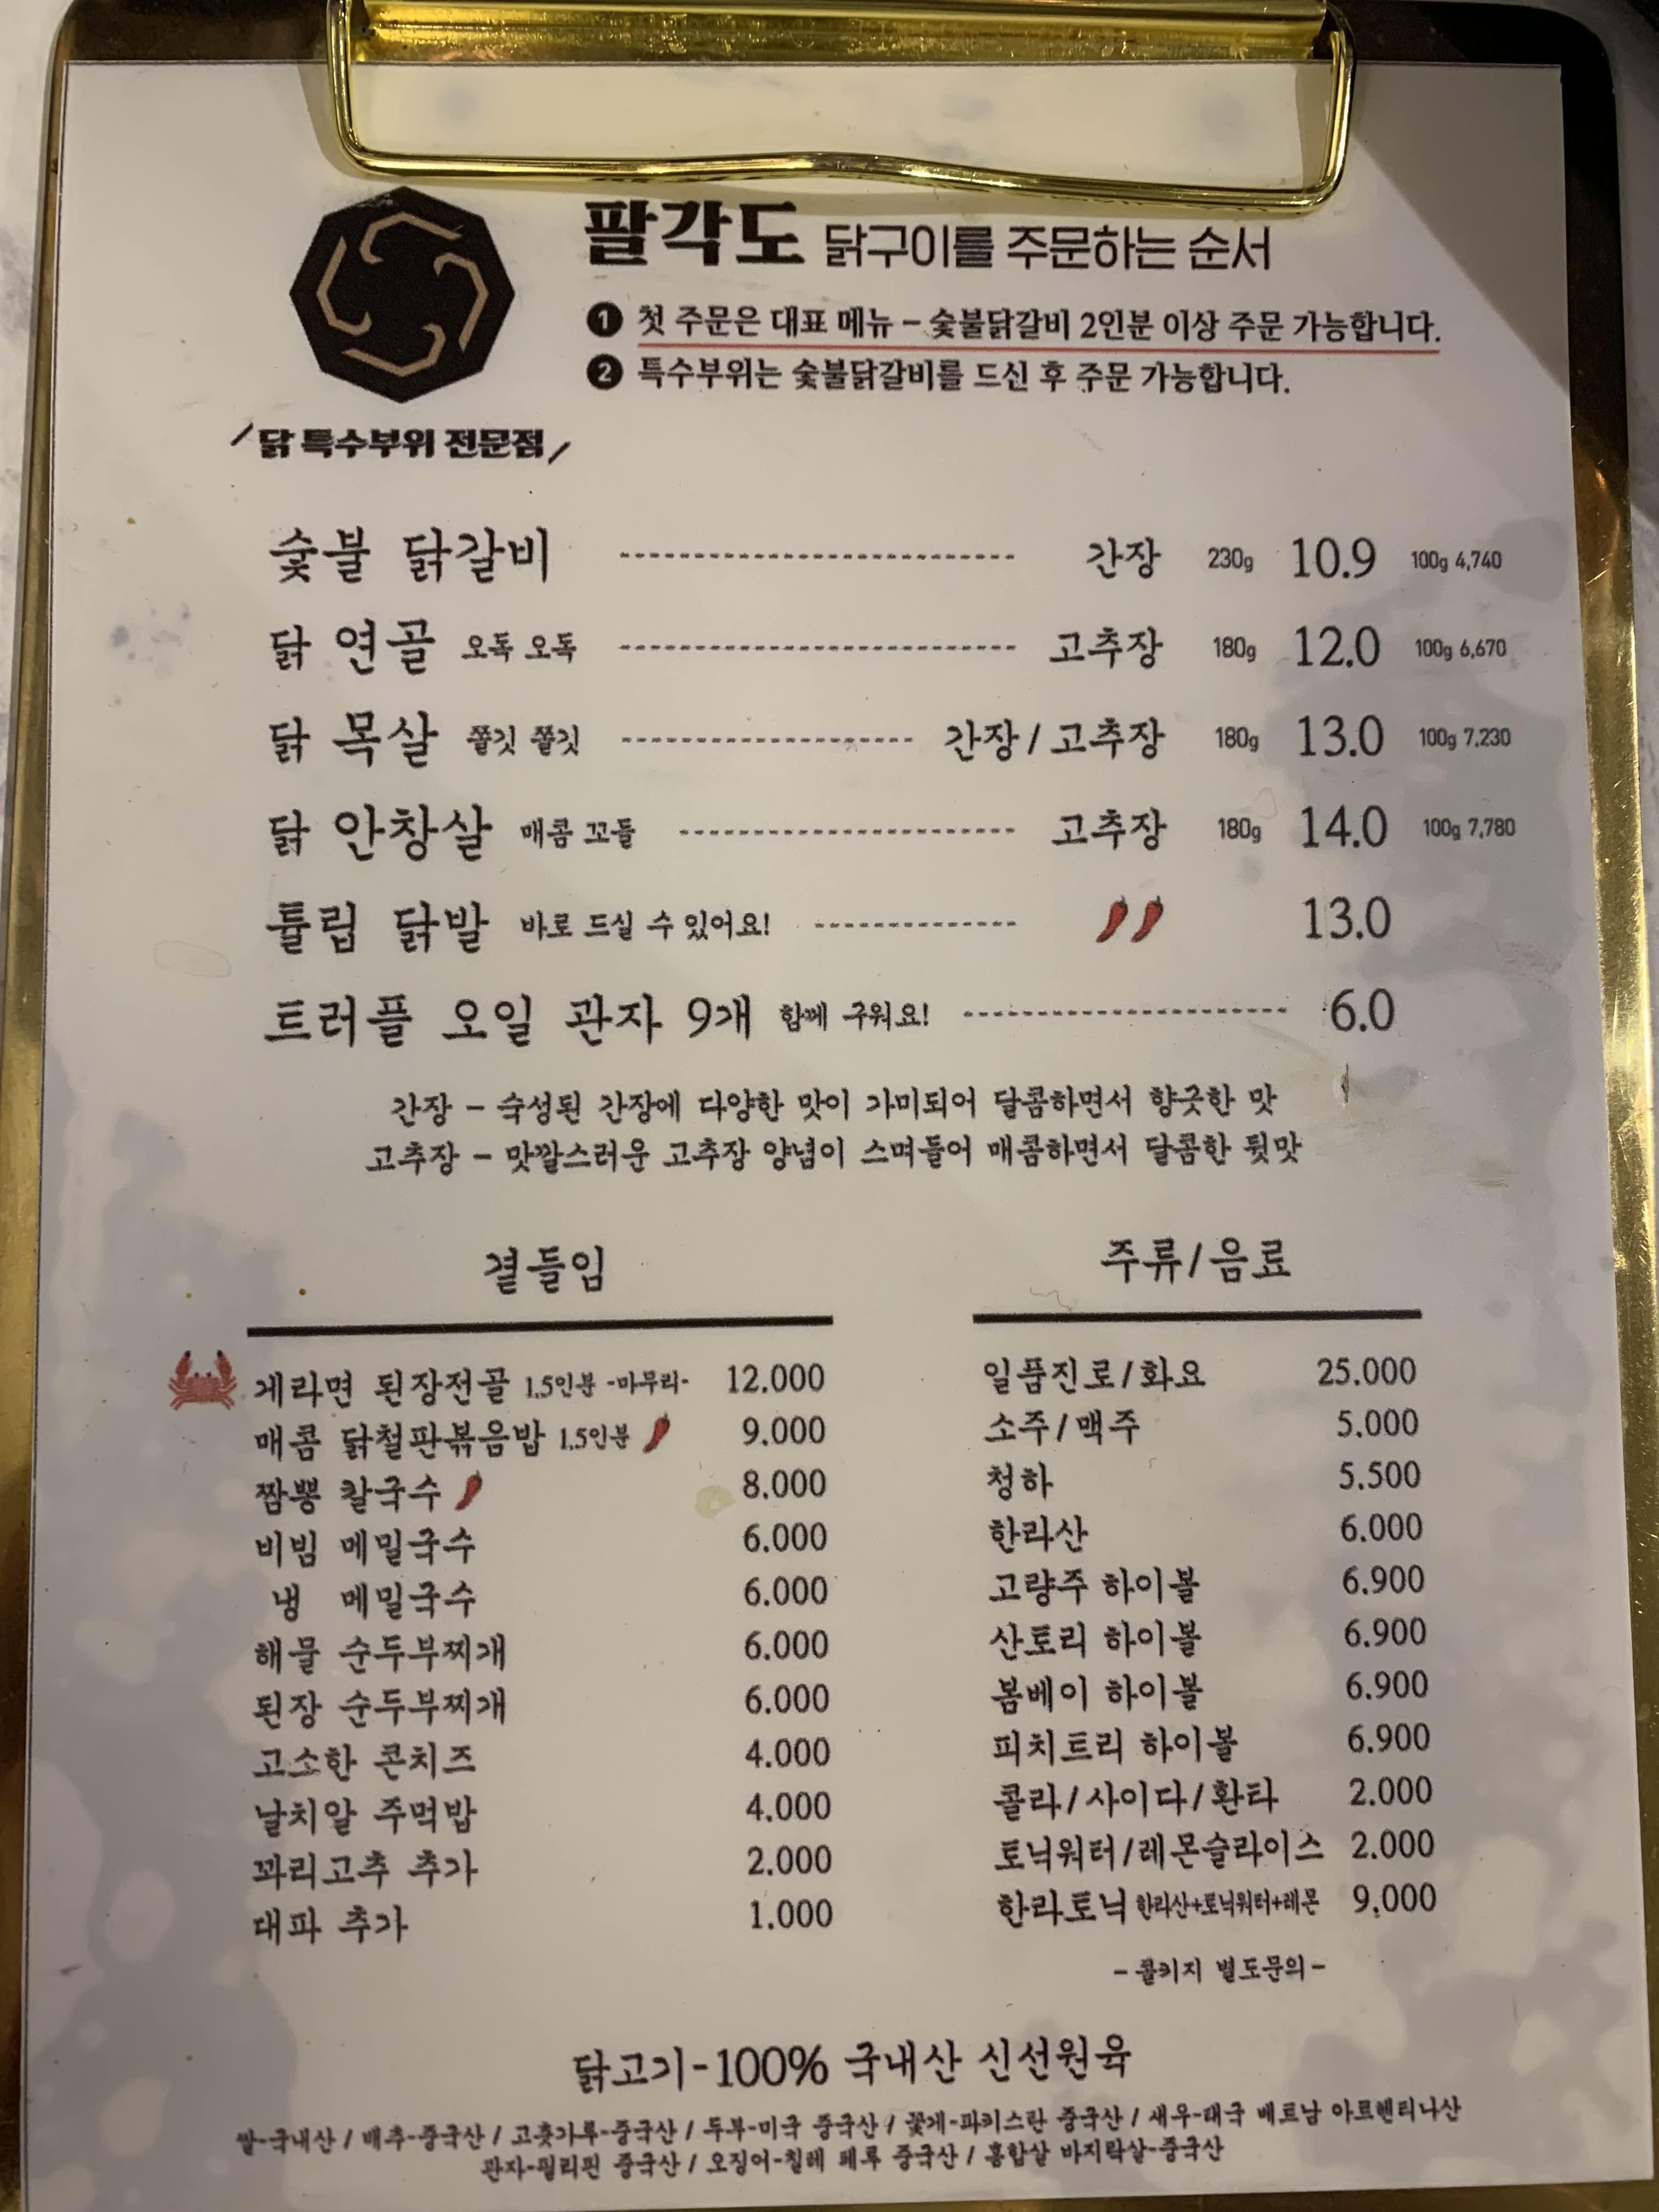 팔각도 닭구이를 주문하는 순서
1 첫 주문은 대표 메뉴 - 숯불닭갈비 2인분 이상 주문 가능합니다.
2 특수부위는 숯불닭갈비를 드신 후 주문 가능합니다.
/닭 특수부위 전문점/
숯불 닭갈비 간장 230g 10.9 100g 4,740
닭 연골 오독 오독 고추장 180g 12.0 100g 6,670
닭 목살 쫄깃 쫄깃 간장/고추장 180g 13.0 100g 7,230
닭 안창살 매콤 꼬들 고추장 180g 14.0 100g 7,780
튤립 닭발 바로 드실 수 있어요! 13.0
트러플 오일 관자 9개 함께 구워요! 6.0
간장 - 숙성된 간장에 다양한 맛이 가미되어 달콤하면서 향긋한 맛
고추장 - 맛깔스러운 고추장 양념이 스며들어 매콤하면서 달콤한 뒷맛
곁들임
게라면 된장전골 1.5인분 -마무리- 12.000
매콤 닭철판볶음밥 1.5인분 9.000
짬뽕 칼국수 8.000
비빔 메밀국수 6.000
냉 메밀국수 6.000
해물 순두부찌개 6.000
된장 순두부찌개 6.000
고소한 콘치즈 4.000
날치알 주먹밥 4.000
꽈리고추 추가 2.000
대파 추가 1.000
주류/음료
일품진로/화요 25.000
소주/맥주 5.000
청하 5.500
한라산 6.000
고량주 하이볼 6.900
산토리 하이볼 6.900
봄베이 하이볼 6.900
피치트리 하이볼 6.900
콜라/사이다/환타 2.000
토닉워터/레몬슬라이스 2.000
한라토닉 한라산+토닉워터+레몬 9.000
- 콜키지 별도문의 -
닭고기-100% 국내산 신선원육
쌀-국내산 / 배추-중국산 / 고춧가루-중국산 / 두부-미국 중국산 / 꽃게-파키스탄 중국산 / 새우-태국 베트남 아르헨티나산
관자-필리핀 중국산 / 오징어-칠레 페루 중국산 / 홍합살 바지락살-중국산